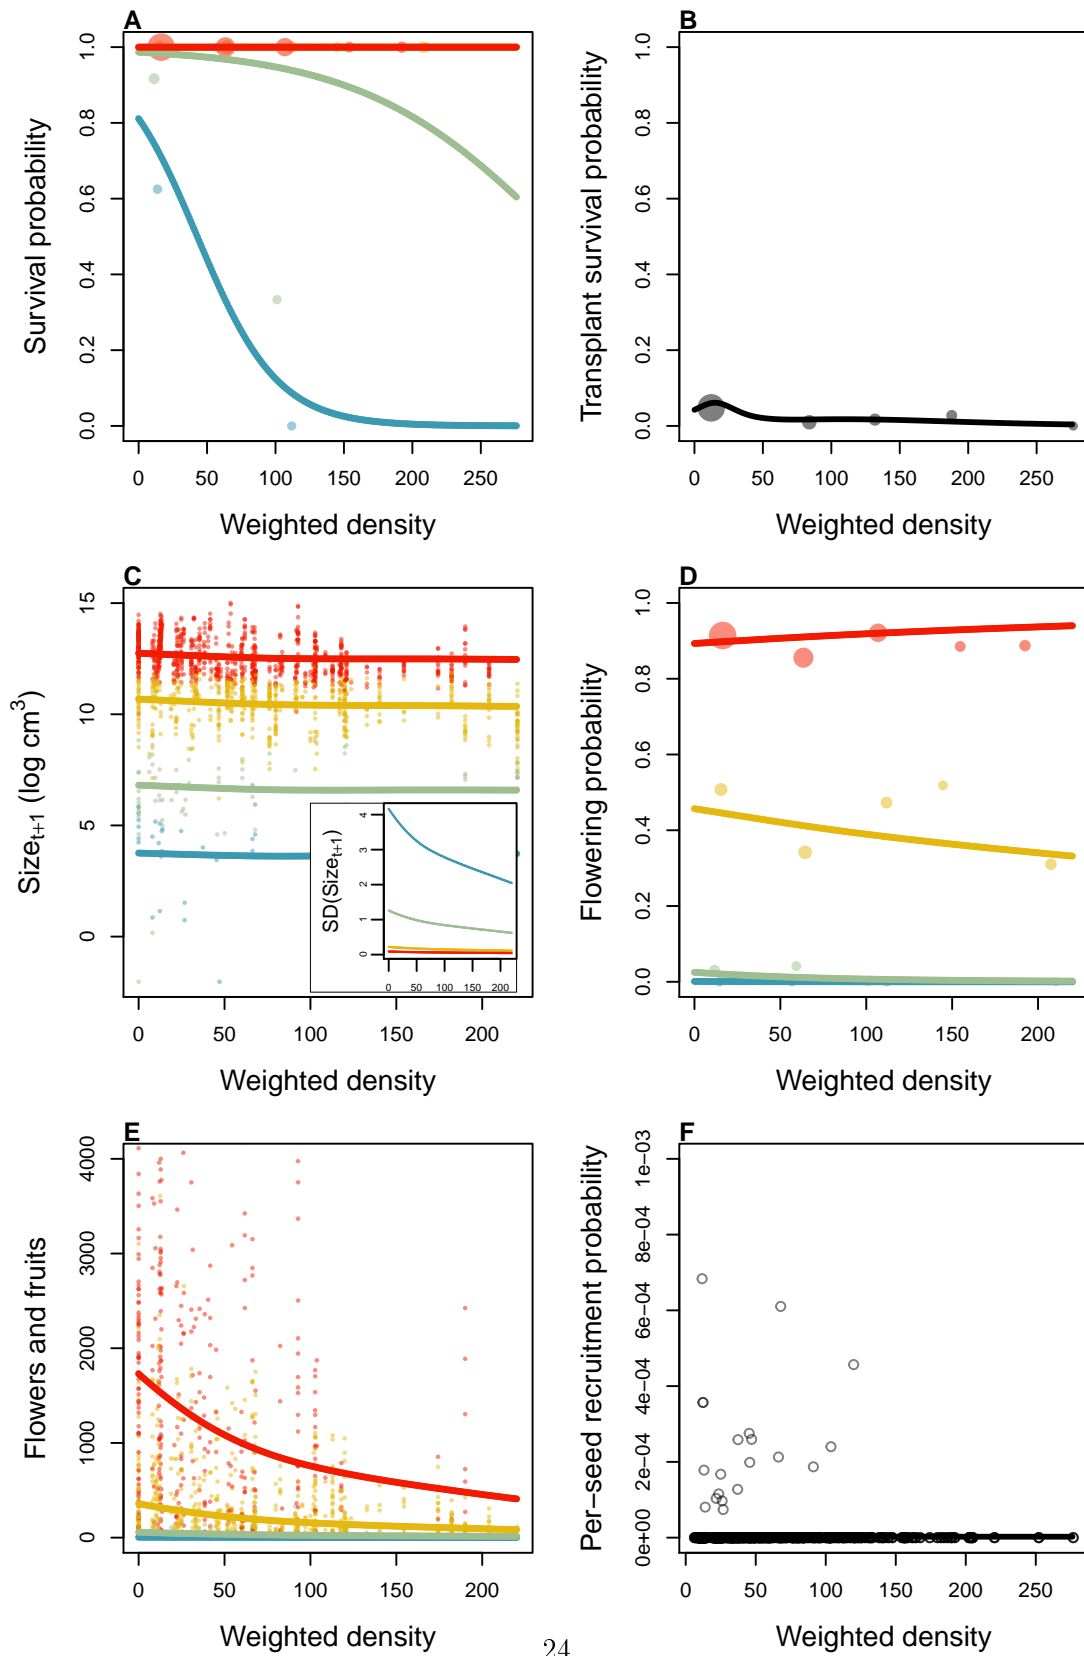 A
Survival probability
0.0 0.2 0.4 0.6 0.8 1.0
0 50 100 150 200 250
Weighted density
B
Transplant survival probability
0.0 0.2 0.4 0.6 0.8 1.0
0 50 100 150 200 250
Weighted density
C
Size_{t+1} (log cm^3)
0 5 10 15
0 50 100 150 200
Weighted density
SD(Size_{t+1})
0 1 2 3 4
0 50 100 150 200
D
Flowering probability
0.0 0.2 0.4 0.6 0.8 1.0
0 50 100 150 200
Weighted density
E
Flowers and fruits
0 1000 2000 3000 4000
0 50 100 150 200
Weighted density
F
Per−seed recruitment probability
0e+00 2e−04 4e−04 6e−04 8e−04 1e−03
0 50 100 150 200 250
Weighted density
24